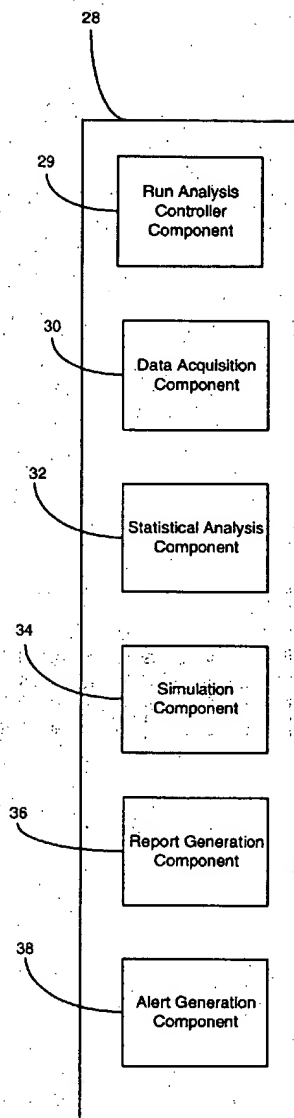 28
29
Run Analysis
Controller
Component
30
Data Acquisition
Component
32
Statistical Analysis
Component
34
Simulation
Component
36
Report Generation
Component
38
Alert Generation
Component